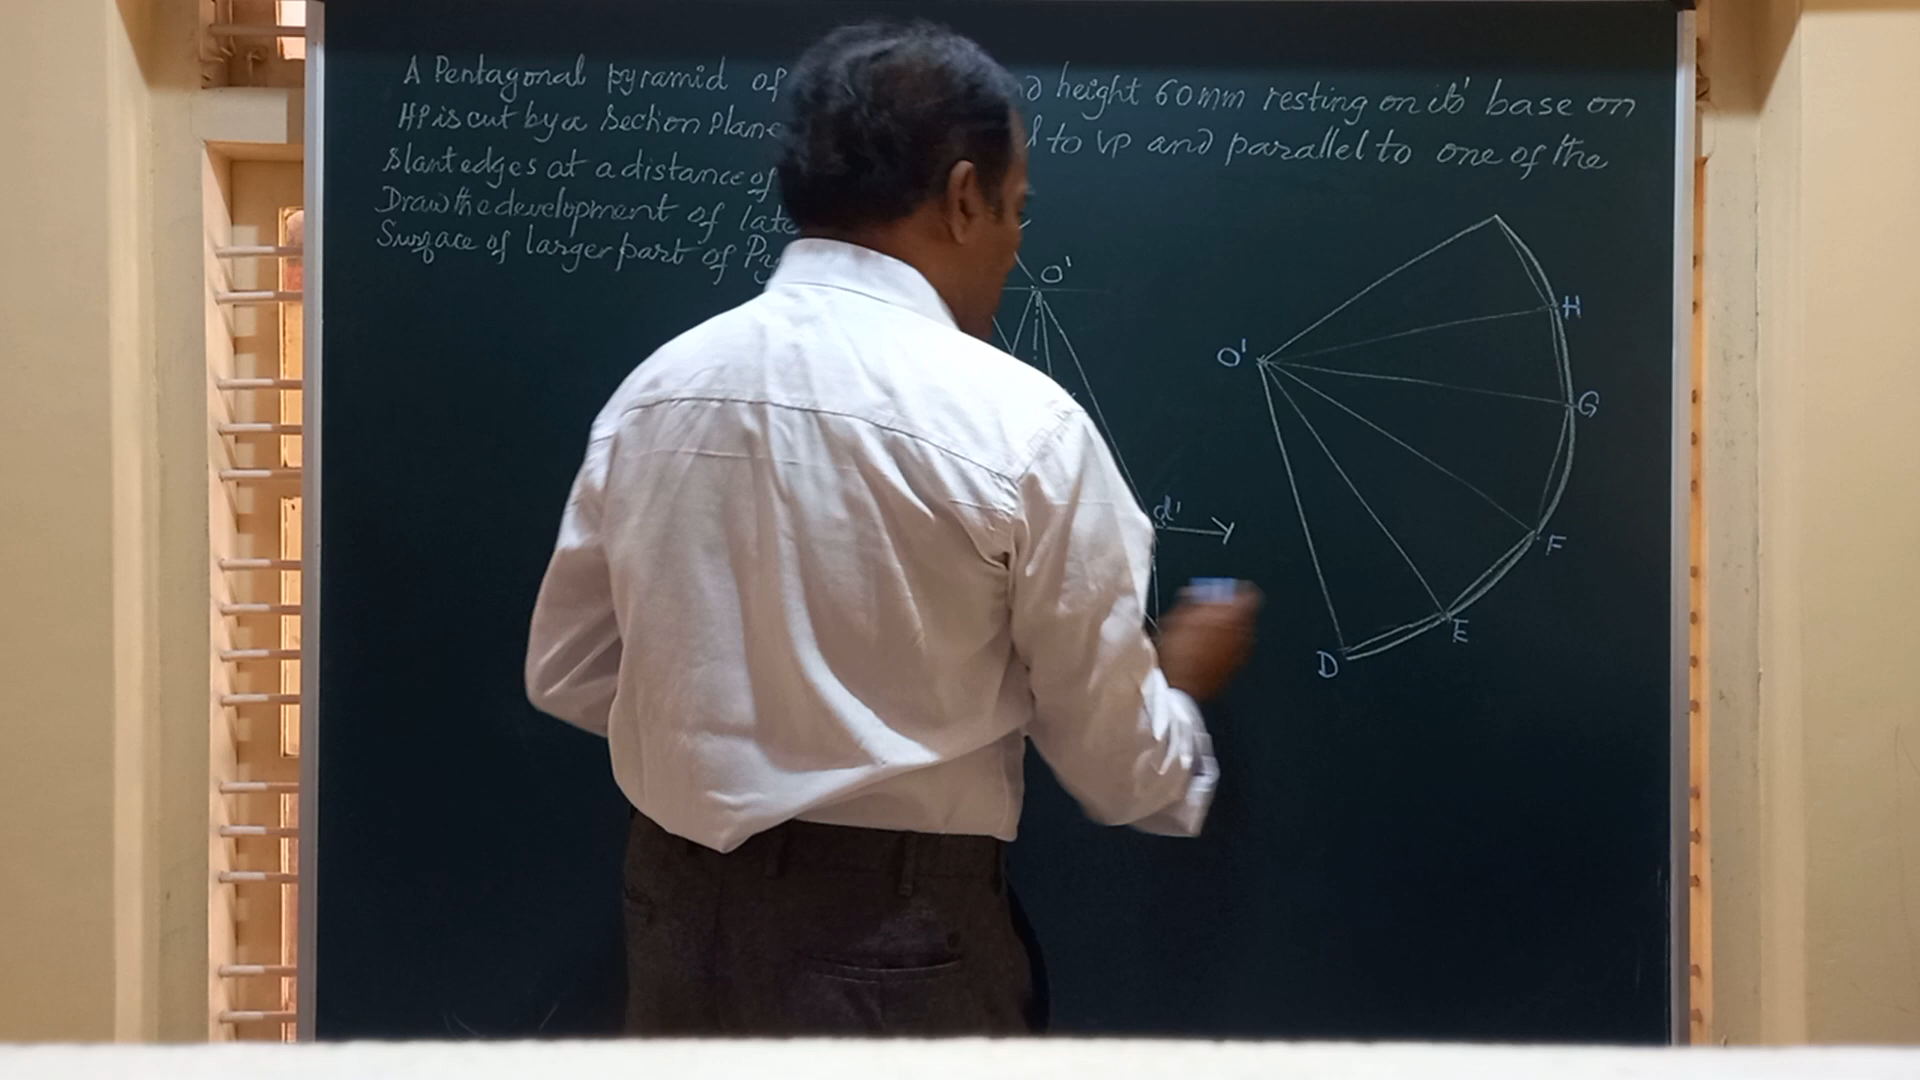 A Pentagonal pyramid of height 60mm resting on its' base on
HP is cut by a Section Plane to VP and parallel to one of the
Slant edges at a distance of
Draw the development of
Surface of larger part of
O'
H
O'
G
d'
F
E
D